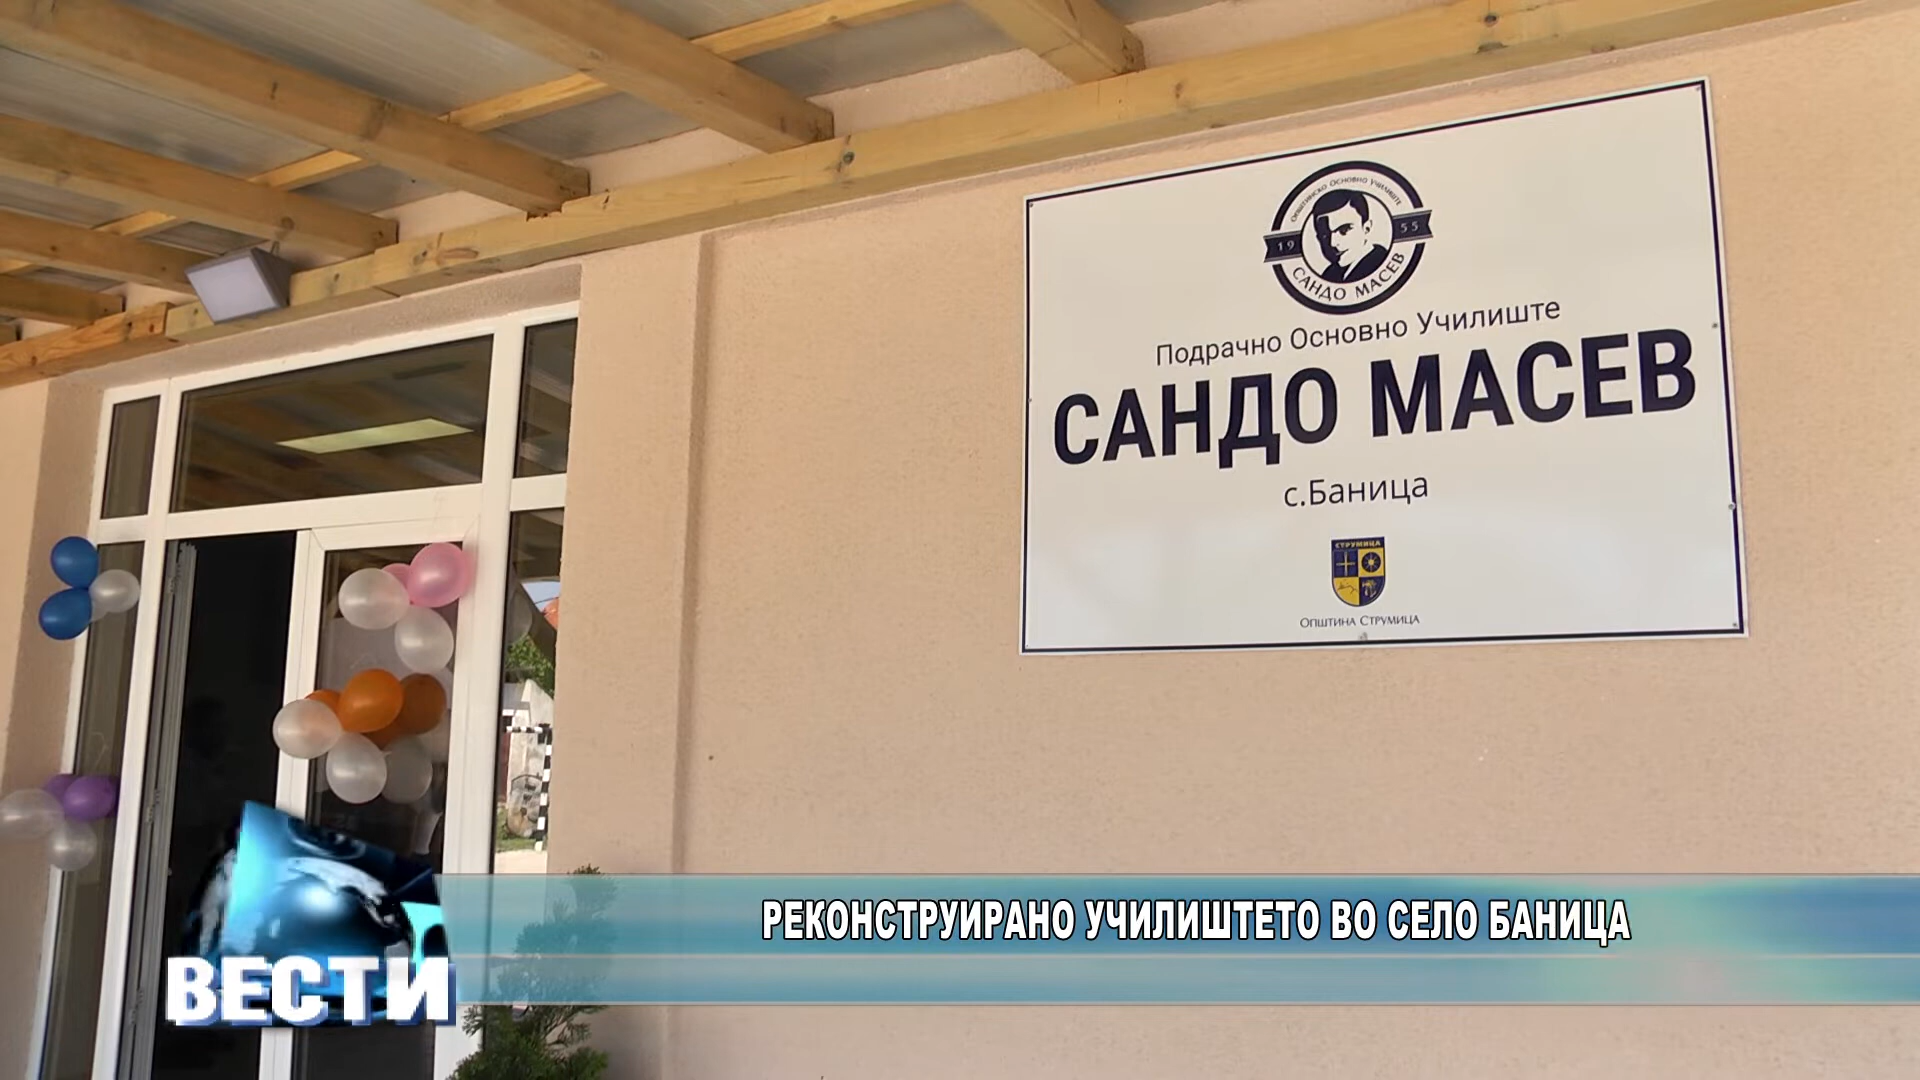 Општинско Основно Училиште
19 55
САНДО МАСЕВ
Подрачно Основно Училиште
САНДО МАСЕВ
с.Баница
СТРУМИЦА
Општина Струмица
РЕКОНСТРУИРАНО УЧИЛИШТЕТО ВО СЕЛО БАНИЦА
ВЕСТИ